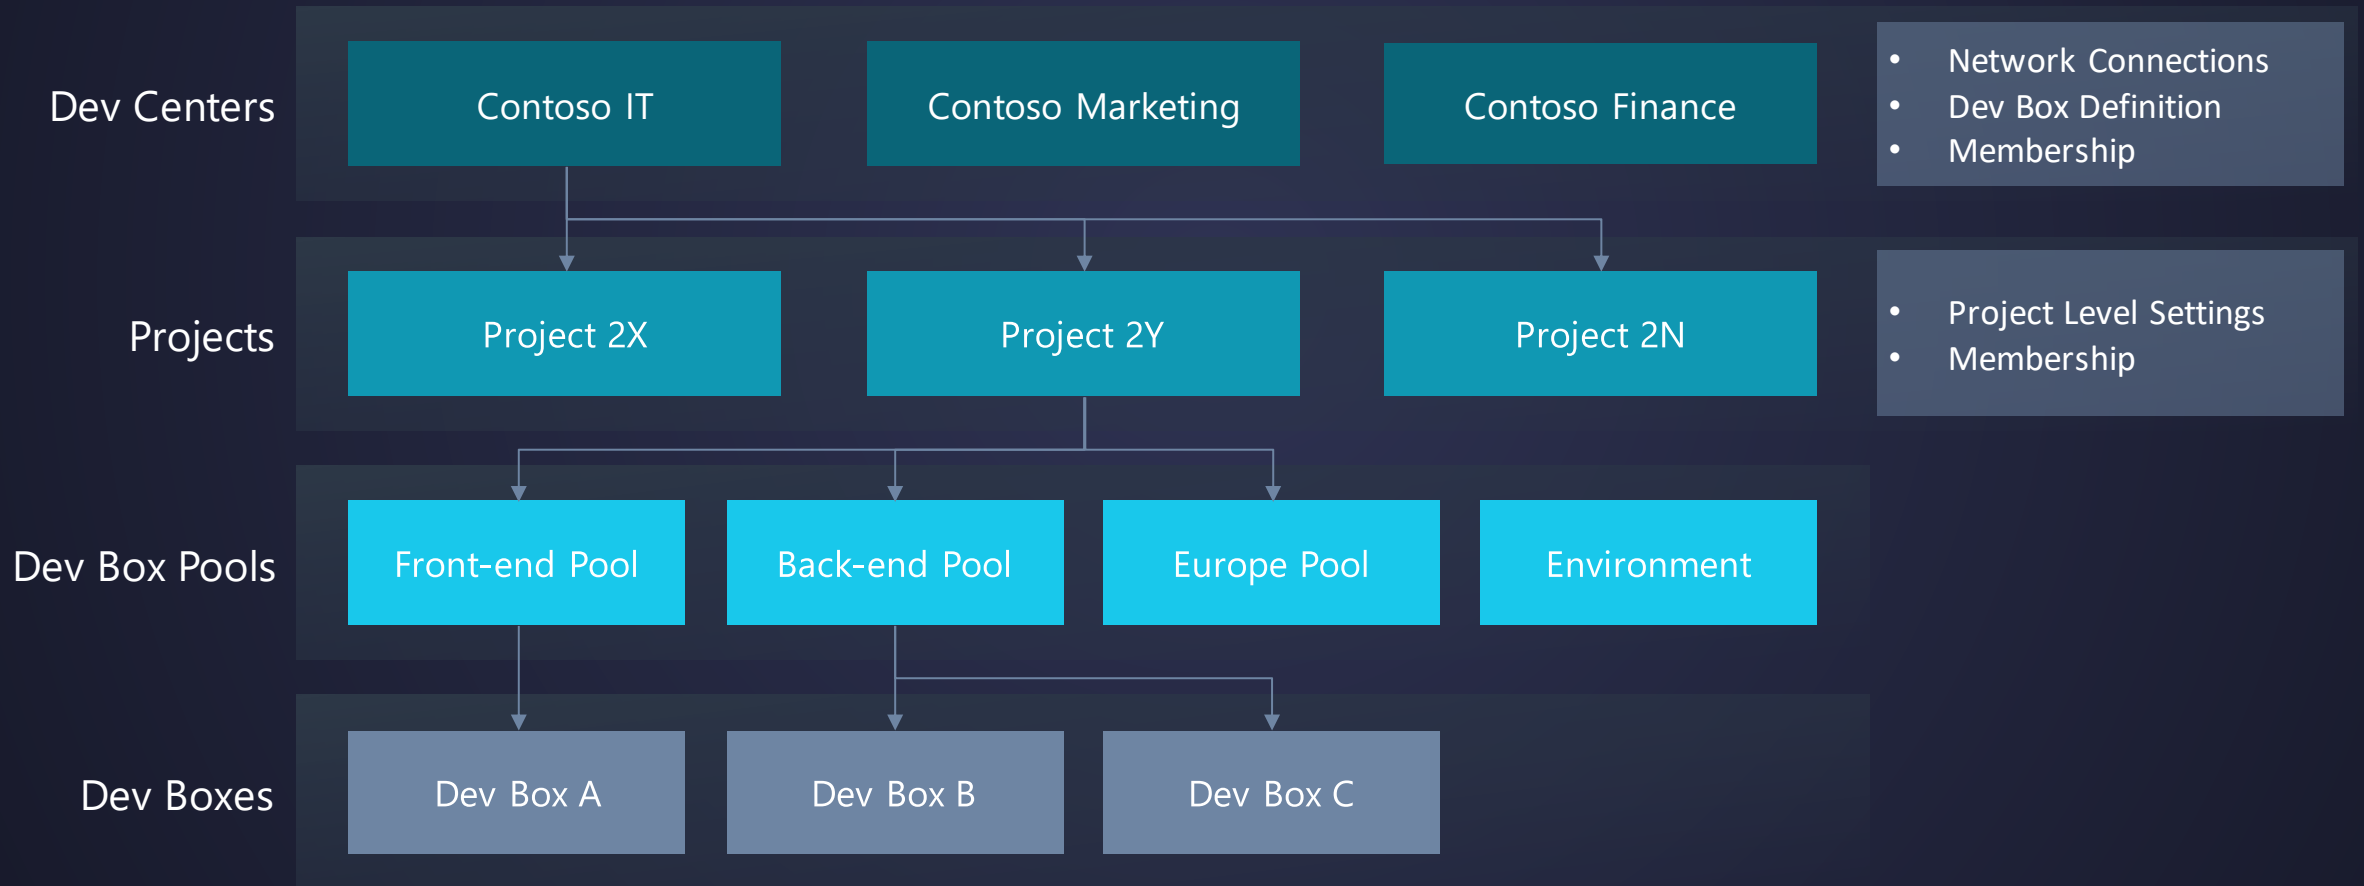 Dev Centers
Contoso IT
Contoso Marketing
Contoso Finance
• Network Connections
• Dev Box Definition
• Membership
Projects
Project 2X
Project 2Y
Project 2N
• Project Level Settings
• Membership
Dev Box Pools
Front-end Pool
Back-end Pool
Europe Pool
Environment
Dev Boxes
Dev Box A
Dev Box B
Dev Box C